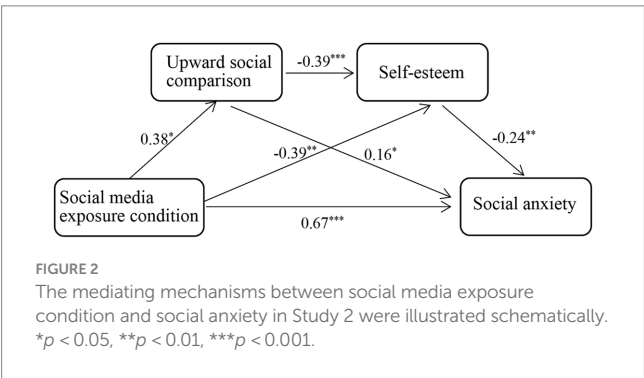 Upward social
comparison
-0.39***
Self-esteem
0.38*
-0.39**
0.16*
-0.24**
Social media
exposure condition
0.67***
Social anxiety
FIGURE 2
The mediating mechanisms between social media exposure
condition and social anxiety in Study 2 were illustrated schematically.
*p < 0.05, **p < 0.01, ***p < 0.001.